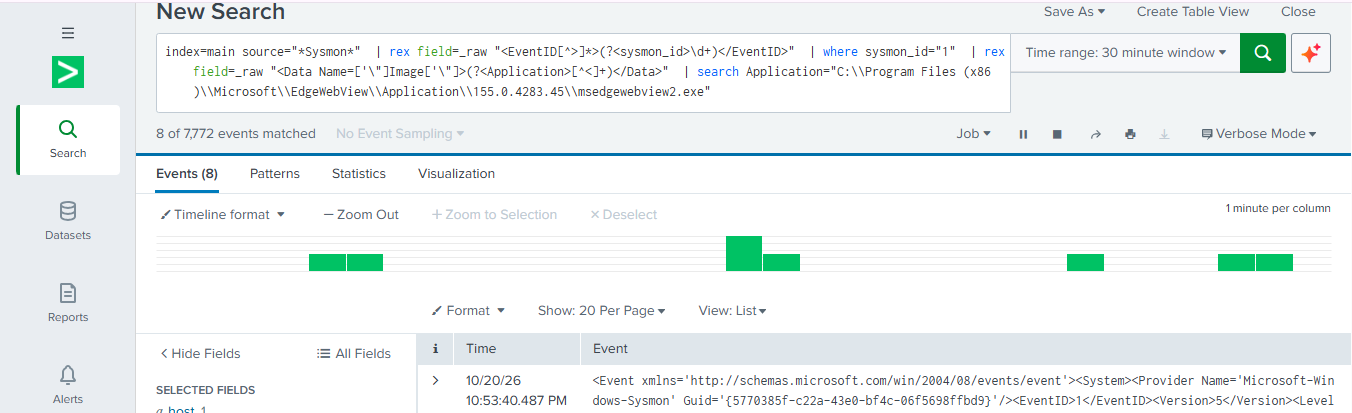 New Search
Save As
Create Table View
Close
index=main source="*Sysmon*" | rex field=_raw "<EventID[^>]*>(?<sysmon_id>\d+)</EventID>" | where sysmon_id="1" | rex
field=_raw "<Data Name=['\"]Image['\"]>(?<Application>[^<]+)</Data>" | search Application="C:\\Program Files (x86
)\\Microsoft\\EdgeWebView\\Application\\155.0.4283.45\\msedgewebview2.exe"
Time range: 30 minute window
8 of 7,772 events matched
No Event Sampling
Job
Verbose Mode
Search
Datasets
Reports
Alerts
Events (8)
Patterns
Statistics
Visualization
Timeline format
— Zoom Out
+ Zoom to Selection
× Deselect
1 minute per column
Format
Show: 20 Per Page
View: List
< Hide Fields
All Fields
i
Time
Event
SELECTED FIELDS
a host 1
>
10/20/26
10:53:40.487 PM
<Event xmlns='http://schemas.microsoft.com/win/2004/08/events/event'><System><Provider Name='Microsoft-Win
dows-Sysmon' Guid='{5770385f-c22a-43e0-bf4c-06f5698ffbd9}'/><EventID>1</EventID><Version>5</Version><Level